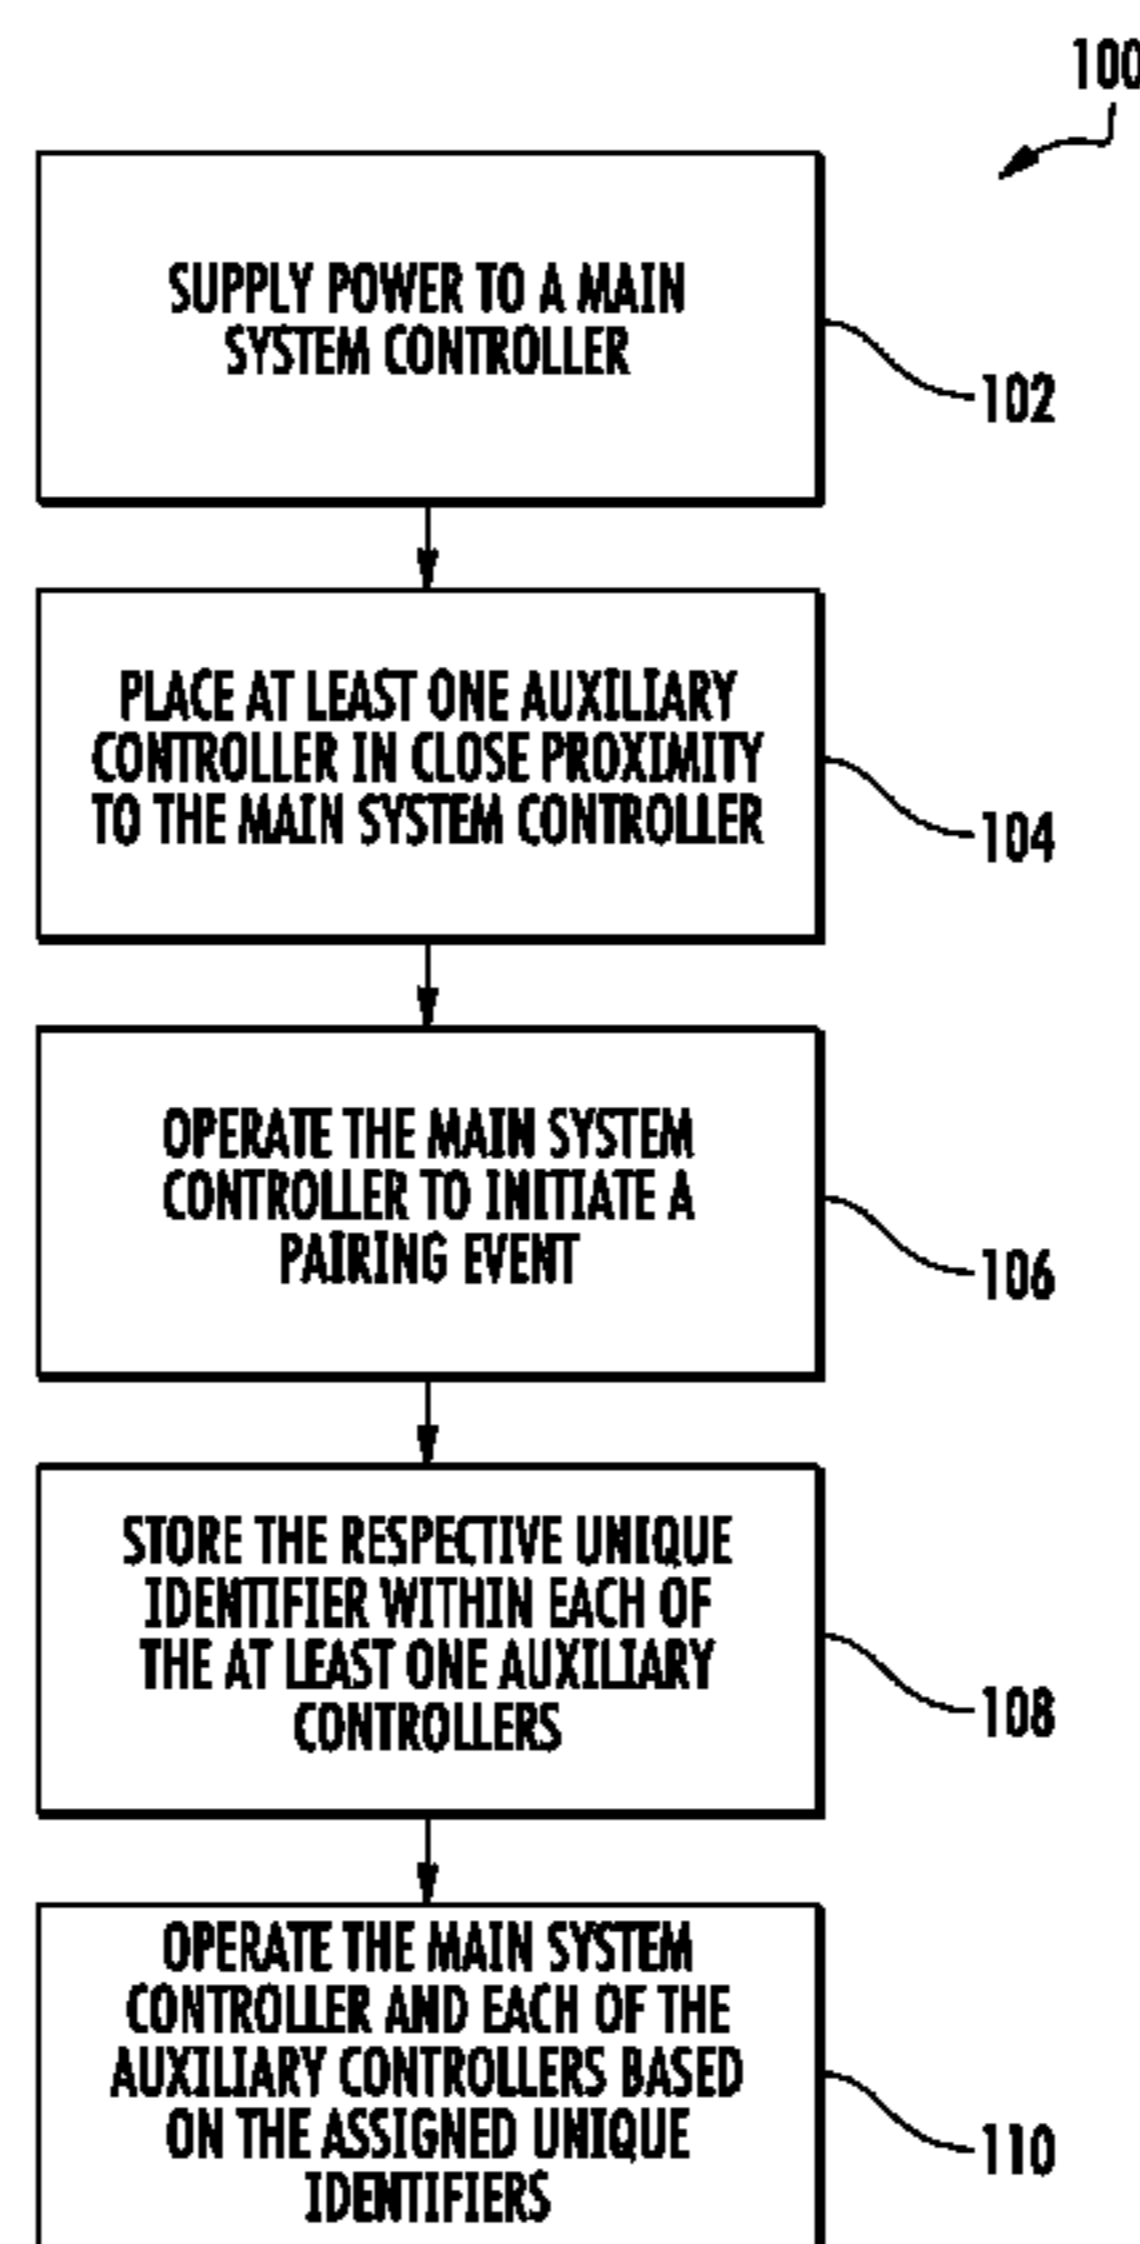 100
SUPPLY POWER TO A MAIN
SYSTEM CONTROLLER
102
PLACE AT LEAST ONE AUXILIARY
CONTROLLER IN CLOSE PROXIMITY
TO THE MAIN SYSTEM CONTROLLER
104
OPERATE THE MAIN SYSTEM
CONTROLLER TO INITIATE A
PAIRING EVENT
106
STORE THE RESPECTIVE UNIQUE
IDENTIFIER WITHIN EACH OF
THE AT LEAST ONE AUXILIARY
CONTROLLERS
108
OPERATE THE MAIN SYSTEM
CONTROLLER AND EACH OF THE
AUXILIARY CONTROLLERS BASED
ON THE ASSIGNED UNIQUE
IDENTIFIERS
110